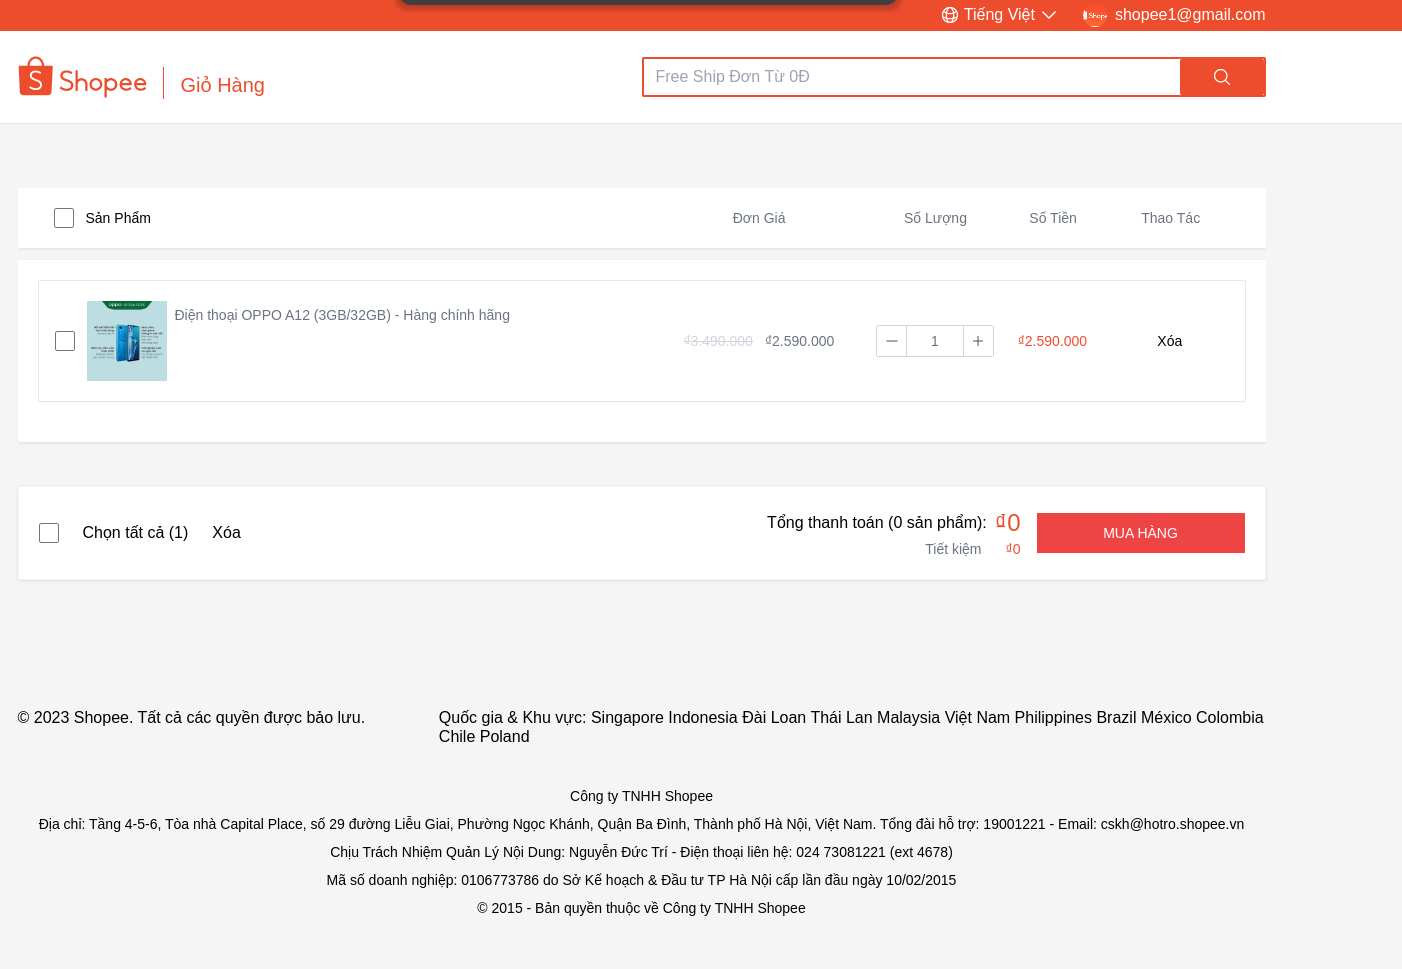 Tiếng Việt
shopee1@gmail.com
Shopee
Giỏ Hàng
Free Ship Đơn Từ 0Đ
Sản Phẩm
Đơn Giá
Số Lượng
Số Tiền
Thao Tác
Điện thoại OPPO A12 (3GB/32GB) - Hàng chính hãng
₫3.490.000
₫2.590.000
1
₫2.590.000
Xóa
Chọn tất cả (1)
Xóa
Tổng thanh toán (0 sản phẩm): ₫0
Tiết kiệm ₫0
MUA HÀNG
© 2023 Shopee. Tất cả các quyền được bảo lưu.
Quốc gia & Khu vực: Singapore Indonesia Đài Loan Thái Lan Malaysia Việt Nam Philippines Brazil México Colombia
Chile Poland
Công ty TNHH Shopee
Địa chỉ: Tầng 4-5-6, Tòa nhà Capital Place, số 29 đường Liễu Giai, Phường Ngọc Khánh, Quận Ba Đình, Thành phố Hà Nội, Việt Nam. Tổng đài hỗ trợ: 19001221 - Email: cskh@hotro.shopee.vn
Chịu Trách Nhiệm Quản Lý Nội Dung: Nguyễn Đức Trí - Điện thoại liên hệ: 024 73081221 (ext 4678)
Mã số doanh nghiệp: 0106773786 do Sở Kế hoạch & Đầu tư TP Hà Nội cấp lần đầu ngày 10/02/2015
© 2015 - Bản quyền thuộc về Công ty TNHH Shopee